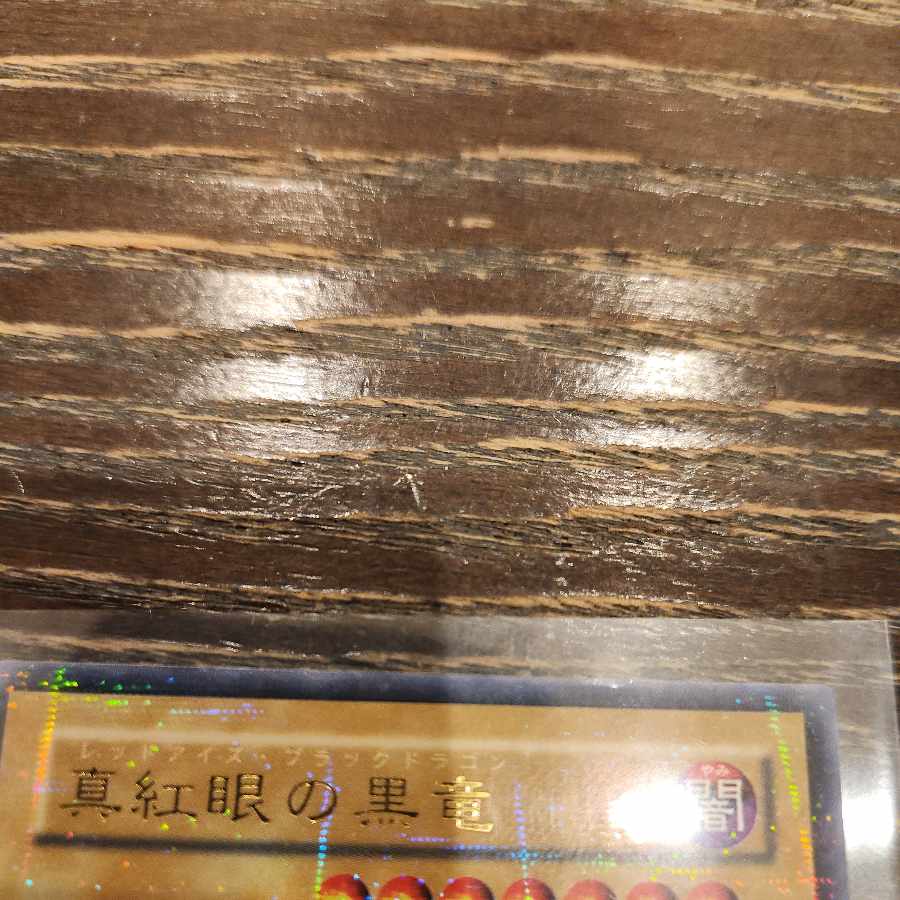 レッドアイズ・ブラックドラゴン
真紅眼の黒竜
やみ
闇